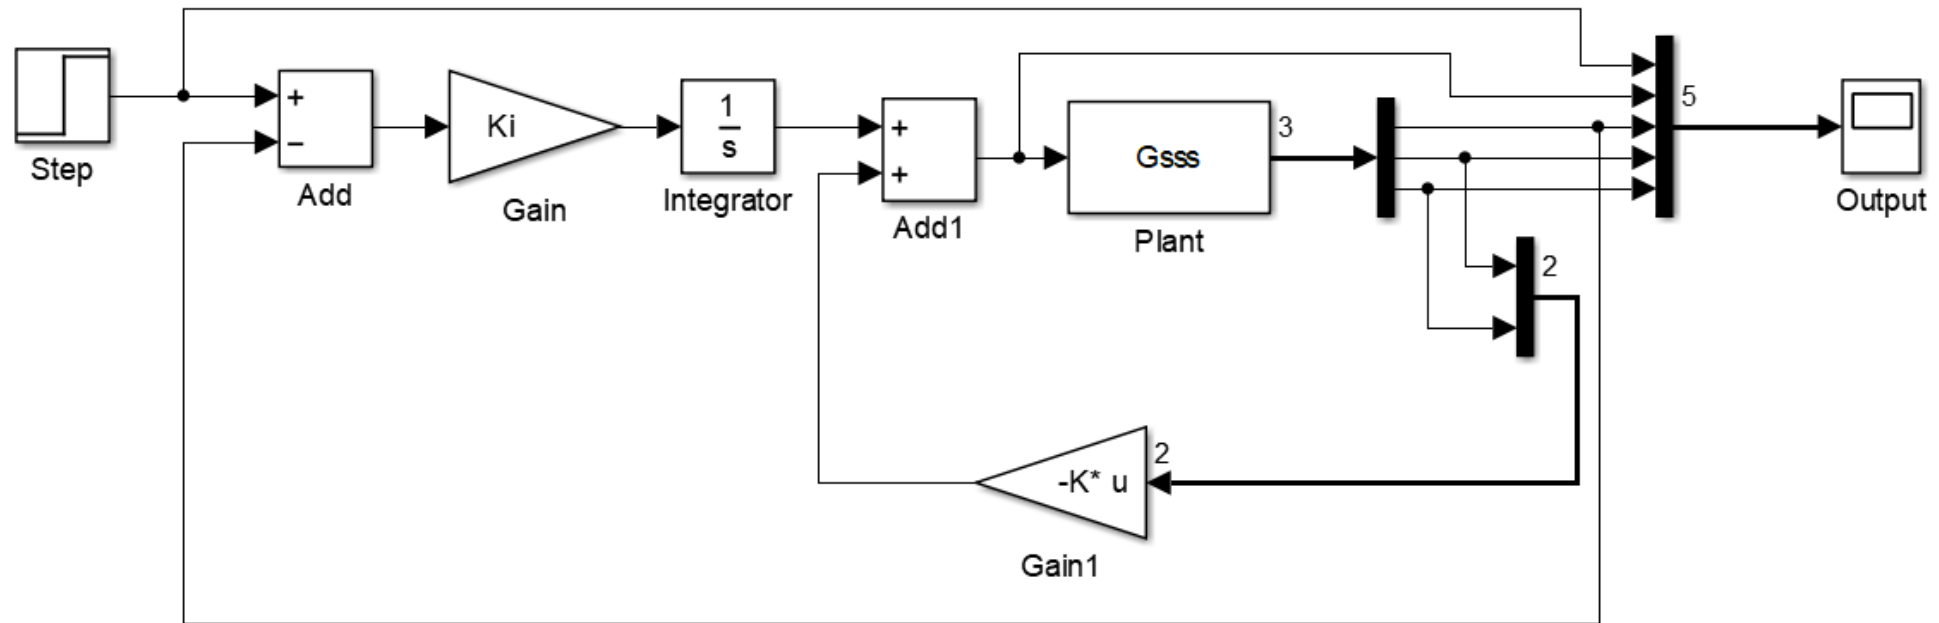 Step
+
−
Add
Ki
Gain
1
s
Integrator
+
+
Add1
Gsss
3
Plant
5
Output
2
-K* u
2
Gain1